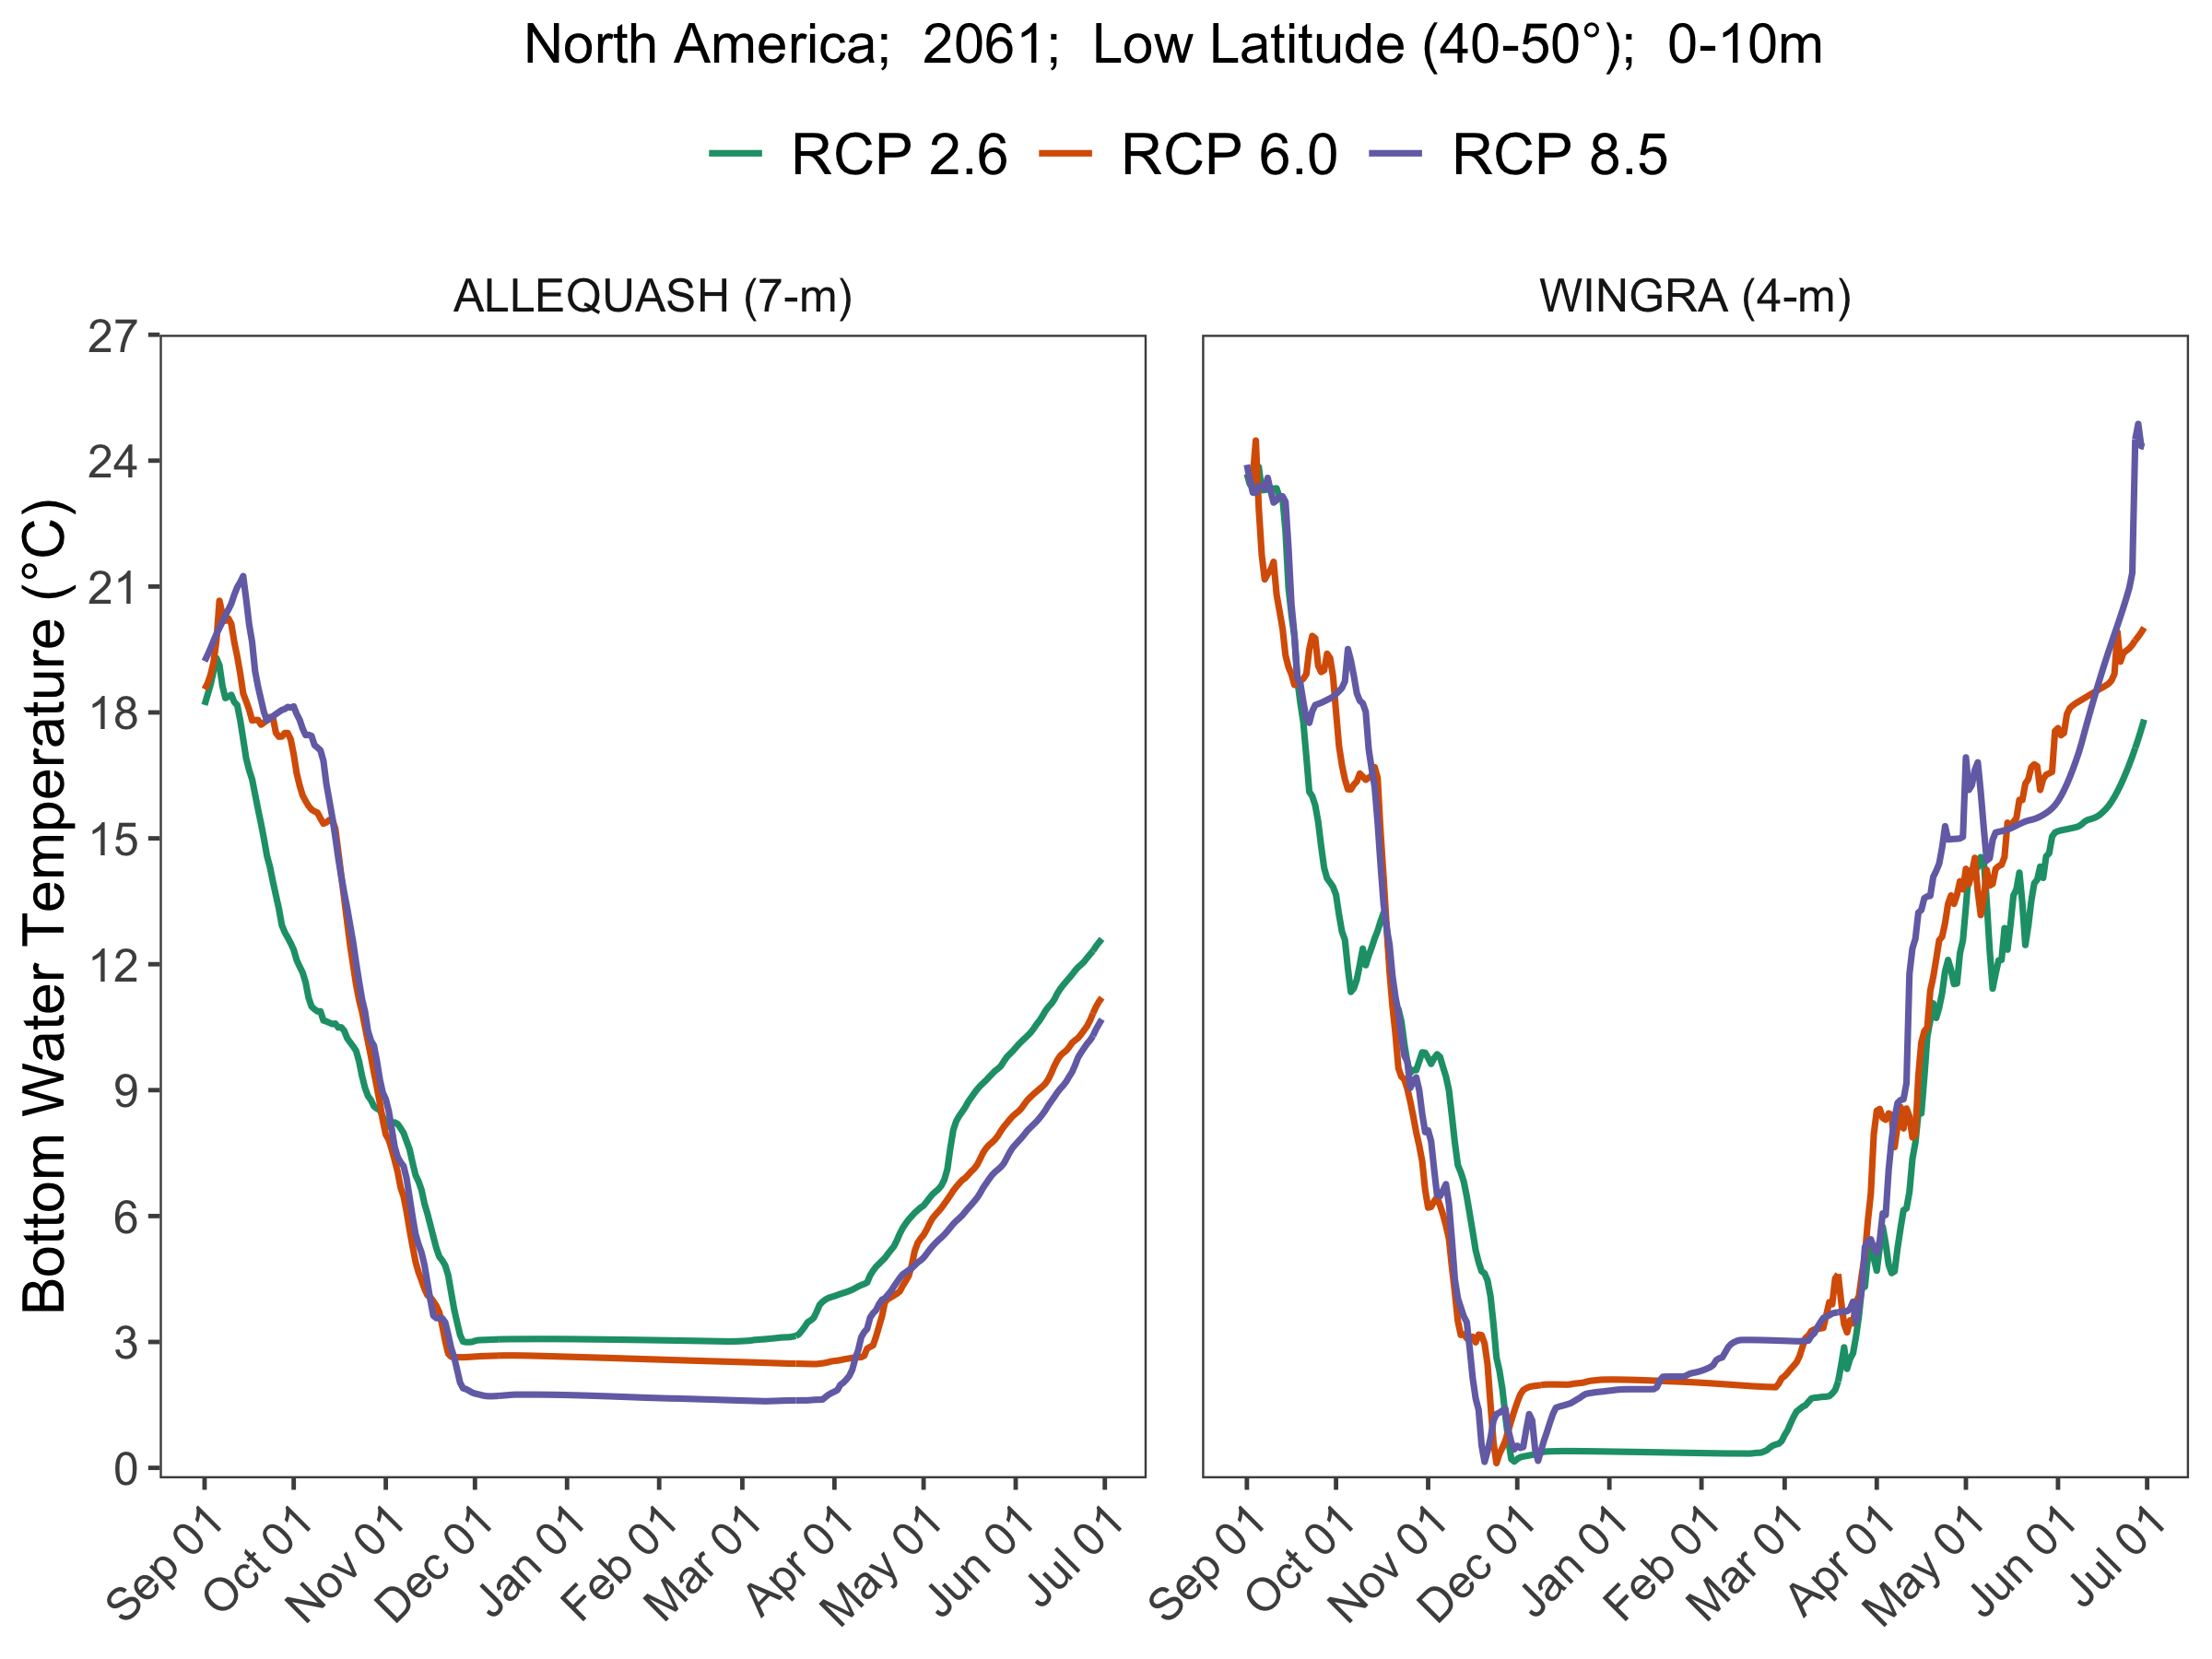 North America; 2061; Low Latitude (40-50°); 0-10m
RCP 2.6 RCP 6.0 RCP 8.5
ALLEQUASH (7-m) WINGRA (4-m)
Bottom Water Temperature (°C)
27
24
21
18
15
12
9
6
3
0
Sep 01 Oct 01 Nov 01 Dec 01 Jan 01 Feb 01 Mar 01 Apr 01 May 01 Jun 01 Jul 01
Sep 01 Oct 01 Nov 01 Dec 01 Jan 01 Feb 01 Mar 01 Apr 01 May 01 Jun 01 Jul 01